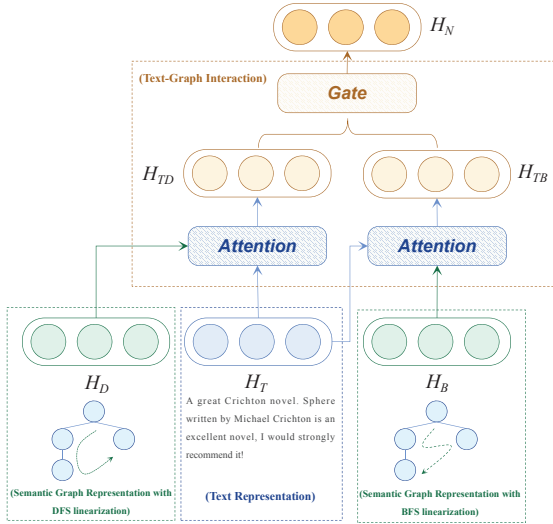 H_N
(Text-Graph Interaction)
Gate
H_TD
H_TB
Attention
Attention
H_D
H_T
H_B
A great Crichton novel. Sphere
written by Michael Crichton is an
excellent novel, I would strongly
recommend it!
(Semantic Graph Representation with
DFS linearization)
(Text Representation)
(Semantic Graph Representation with
BFS linearization)